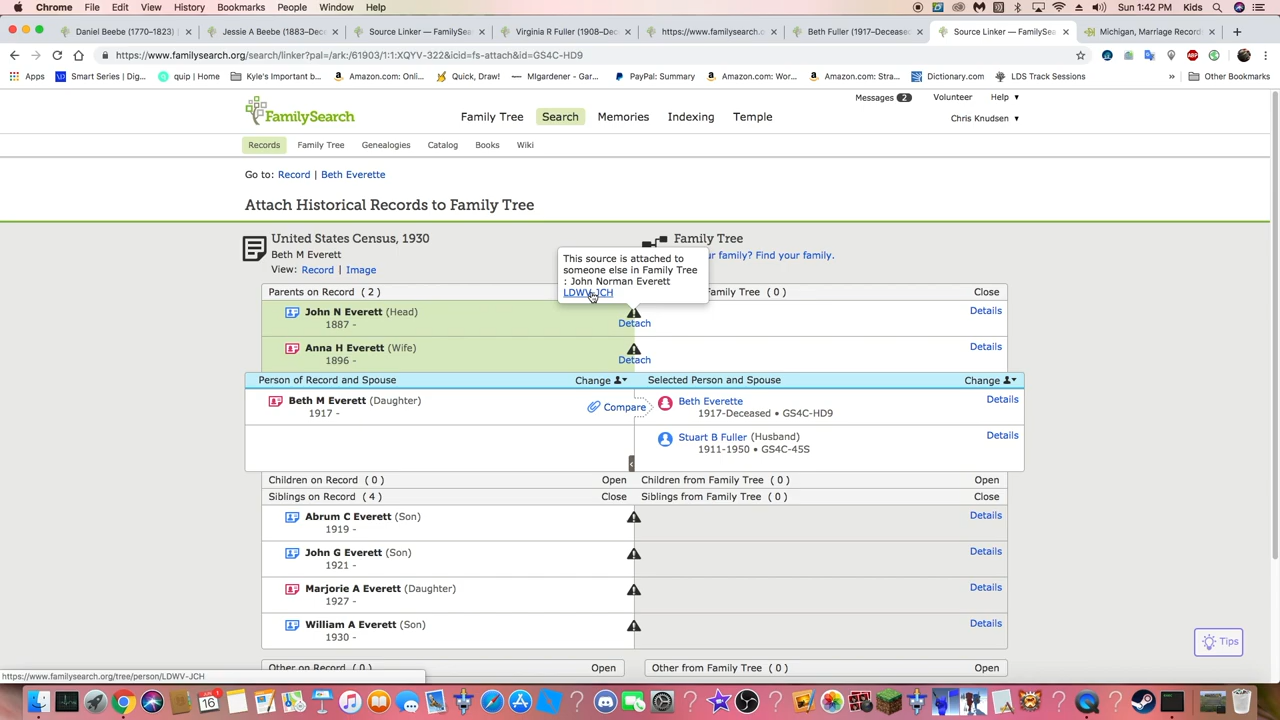 Chrome File Edit View History Bookmarks People Window Help Sun 1:42 PM Kids
Daniel Beebe (1770–1823) Jessie A Beebe (1883–Dec Source Linker — FamilySe Virginia R Fuller (1908–Dec https://www.familysearch.o Beth Fuller (1917–Deceased Source Linker — FamilySea Michigan, Marriage Record
https://www.familysearch.org/search/linker?pal=/ark:/61903/1:1:XQYV-322&icid=fs-attach&id=GS4C-HD9
Apps Smart Series | Dig... quip | Home Kyle's Important b... Amazon.com: Onl... Quick, Draw! MIgardener - Gar... PayPal: Summary Amazon.com: Wor... Amazon.com: Stra... Dictionary.com LDS Track Sessions » Other Bookmarks
Messages 2 Volunteer Help
FamilySearch Family Tree Search Memories Indexing Temple
Chris Knudsen
Records Family Tree Genealogies Catalog Books Wiki
Go to: Record | Beth Everette
Attach Historical Records to Family Tree
United States Census, 1930 Family Tree
Beth M Everett ur family? Find your family.
View: Record | Image
This source is attached to
someone else in Family Tree
: John Norman Everett
LDWV-JCH
Parents on Record ( 2 ) Family Tree ( 0 ) Close
John N Everett (Head) Details
1887 - Detach
Anna H Everett (Wife) Details
1896 - Detach
Person of Record and Spouse Change Selected Person and Spouse Change
Beth M Everett (Daughter) Compare Beth Everette Details
1917 - 1917-Deceased • GS4C-HD9
Stuart B Fuller (Husband) Details
1911-1950 • GS4C-45S
Children on Record ( 0 ) Open Children from Family Tree ( 0 ) Open
Siblings on Record ( 4 ) Close Siblings from Family Tree ( 0 ) Close
Abrum C Everett (Son) Details
1919 -
John G Everett (Son) Details
1921 -
Marjorie A Everett (Daughter) Details
1927 -
William A Everett (Son) Details
1930 -
Tips
Other on Record ( 0 ) Open Other from Family Tree ( 0 ) Open
https://www.familysearch.org/tree/person/LDWV-JCH